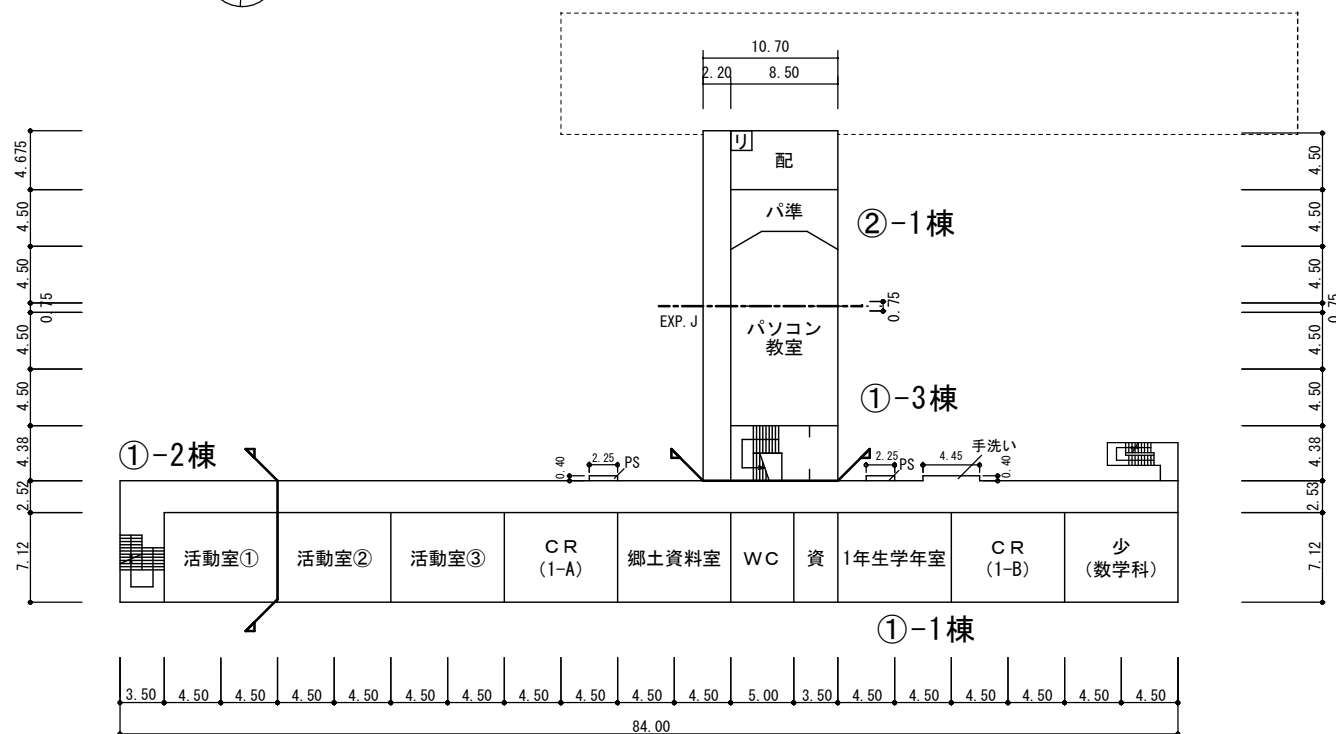 10.70
2.20
8.50
リ
配
4.675
4.50
パ準
②-1棟
4.50
4.50
4.50
4.50
4.50
0.75
EXP.J
0.75
0.75
パソコン
教室
4.50
4.50
4.50
4.50
①-3棟
①-2棟
4.38
0.40
2.25
PS
2.25
PS
4.45
手洗い
0.40
4.38
2.52
2.53
活動室①
活動室②
活動室③
CR
(1-A)
郷土資料室
WC
資
1年生学年室
CR
(1-B)
少
(数学科)
7.12
7.12
①-1棟
3.50 4.50 4.50 4.50 4.50 4.50 4.50 4.50 4.50 4.50 4.50 5.00 3.50 4.50 4.50 4.50 4.50 4.50 4.50
84.00